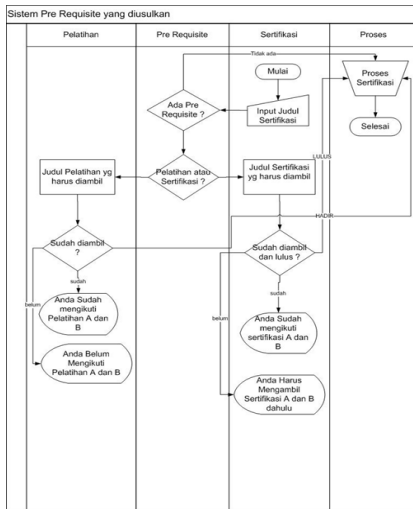 Sistem Pre Requisite yang diusulkan
Pelatihan
Pre Requisite
Sertifikasi
Proses
Tidak ada
Mulai
Proses
Sertifikasi
Ada Pre
Requisite ?
Input Judul
Sertifikasi
Selesai
LULUS
Judul Pelatihan yg
harus diambil
Pelatihan atau
Sertifikasi ?
Judul Sertifikasi
yg harus diambil
HADIR
Sudah diambil
?
Sudah diambil
dan lulus ?
sudah
sudah
belum
belum
Anda Sudah
mengikuti
Pelatihan A dan
B
Anda Sudah
mengikuti
sertifikasi A dan
B
Anda Belum
Mengikuti
Pelatihan A dan B
Anda Harus
Mengambil
Sertifikasi A dan B
dahulu